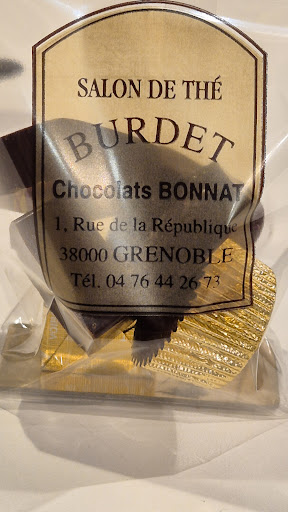 SALON DE THÉ
BURDET
Chocolats BONNAT
1, Rue de la République
38000 GRENOBLE
Tél. 04 76 44 26 73